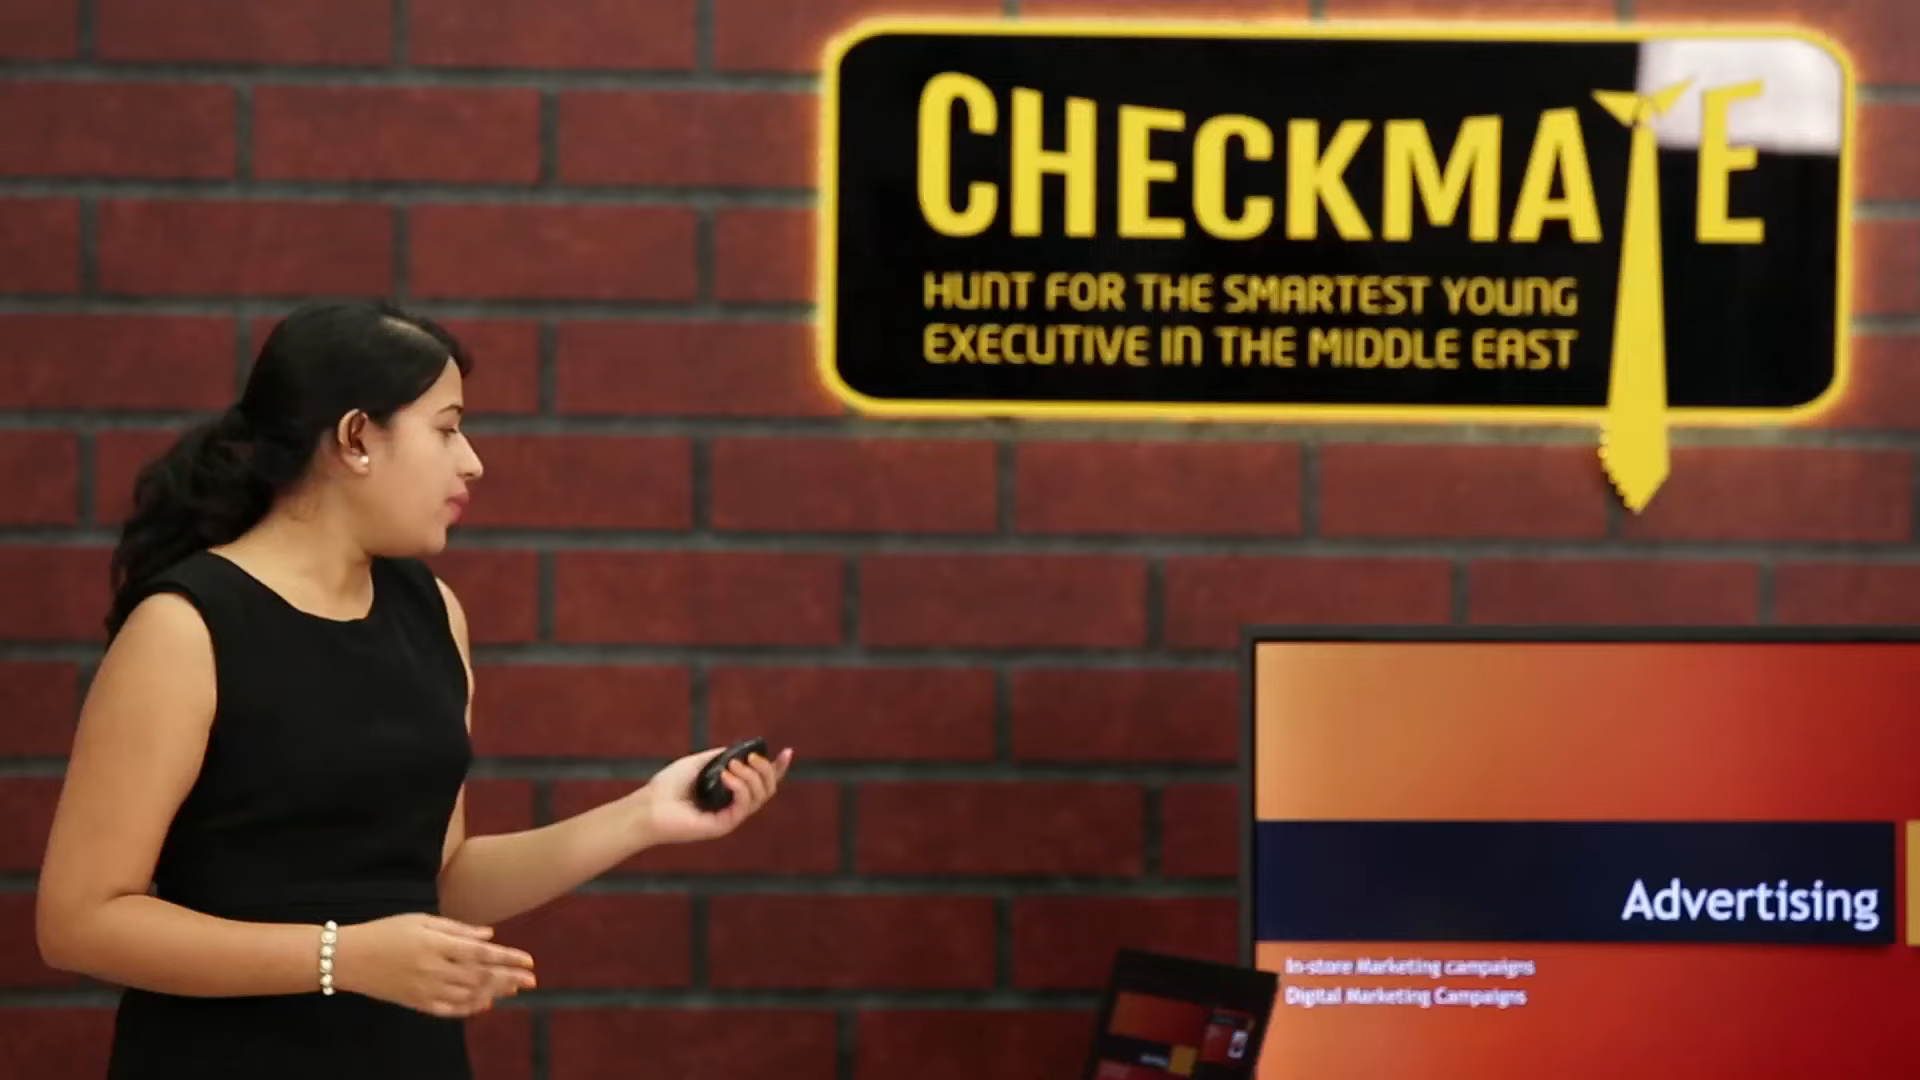 CHECKMATE
HUNT FOR THE SMARTEST YOUNG
EXECUTIVE IN THE MIDDLE EAST
Advertising
In-store Marketing campaigns
Digital Marketing Campaigns